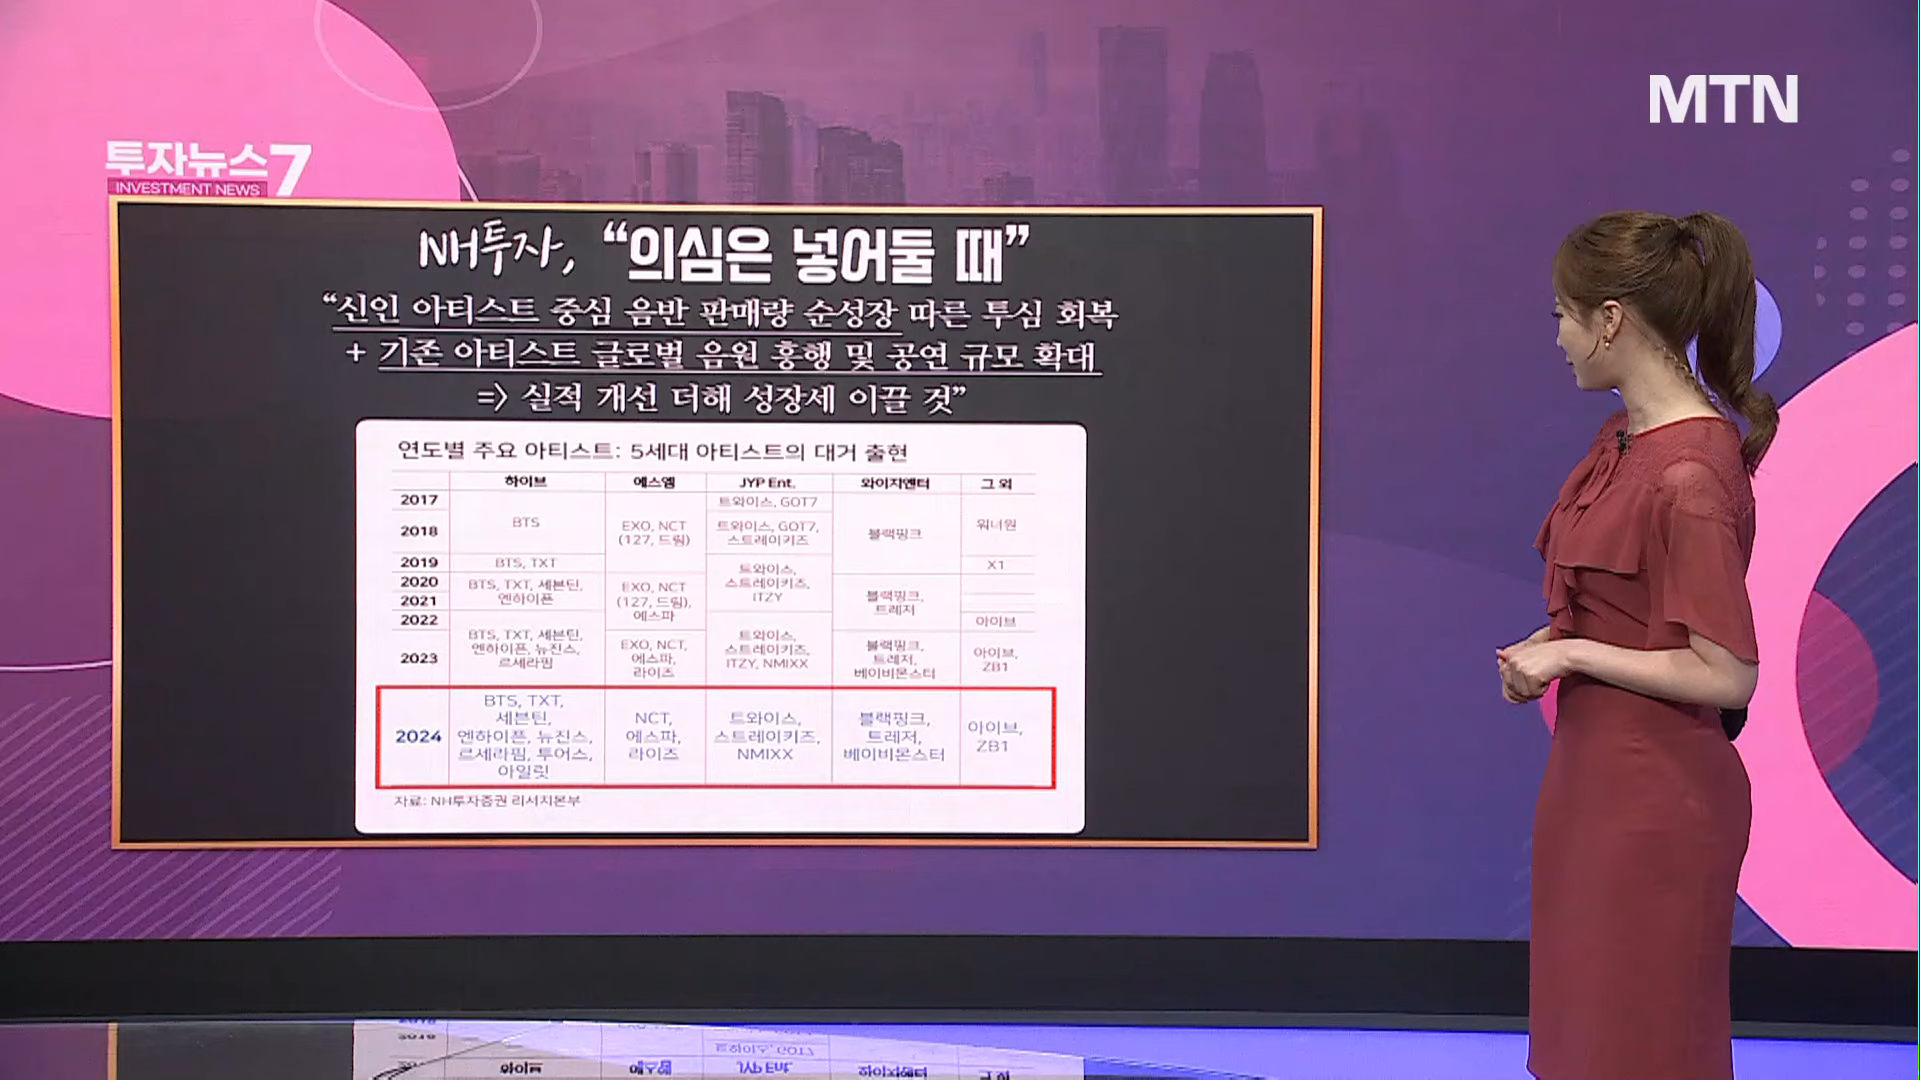 MTN
투자뉴스7
INVESTMENT NEWS
NH투자, “의심은 넣어둘 때”
“신인 아티스트 중심 음반 판매량 순성장 따른 투심 회복
+ 기존 아티스트 글로벌 음원 흥행 및 공연 규모 확대
=> 실적 개선 더해 성장세 이끌 것”
연도별 주요 아티스트: 5세대 아티스트의 대거 출현
하이브 에스엠 JYP Ent. 와이지엔터 그 외
2017 트와이스, GOT7
2018 BTS EXO, NCT (127, 드림) 트와이스, GOT7, 스트레이키즈 블랙핑크 워너원
2019 BTS, TXT 트와이스, 스트레이키즈, ITZY X1
2020 BTS, TXT, 세븐틴, 엔하이픈 EXO, NCT (127, 드림), 에스파 블랙핑크, 트레저
2021
2022 아이브
2023 BTS, TXT, 세븐틴, 엔하이픈, 뉴진스, 르세라핌 EXO, NCT, 에스파, 라이즈 트와이스, 스트레이키즈, ITZY, NMIXX 블랙핑크, 트레저, 베이비몬스터 아이브, ZB1
2024 BTS, TXT, 세븐틴, 엔하이픈, 뉴진스, 르세라핌, 투어스, 아일릿 NCT, 에스파, 라이즈 트와이스, 스트레이키즈, NMIXX 블랙핑크, 트레저, 베이비몬스터 아이브, ZB1
자료: NH투자증권 리서치본부